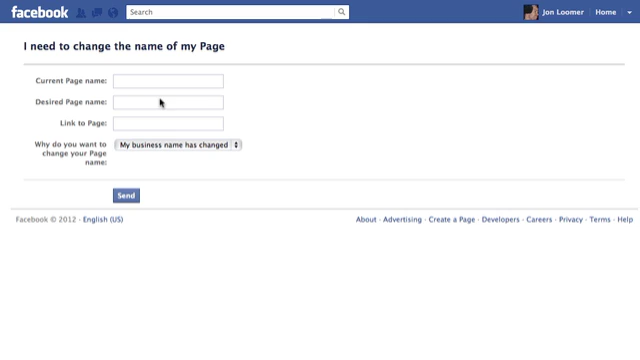 facebook Search Jon Loomer Home
I need to change the name of my Page
Current Page name:
Desired Page name:
Link to Page:
Why do you want to
change your Page
name:
My business name has changed
Send
Facebook © 2012 · English (US) About · Advertising · Create a Page · Developers · Careers · Privacy · Terms · Help